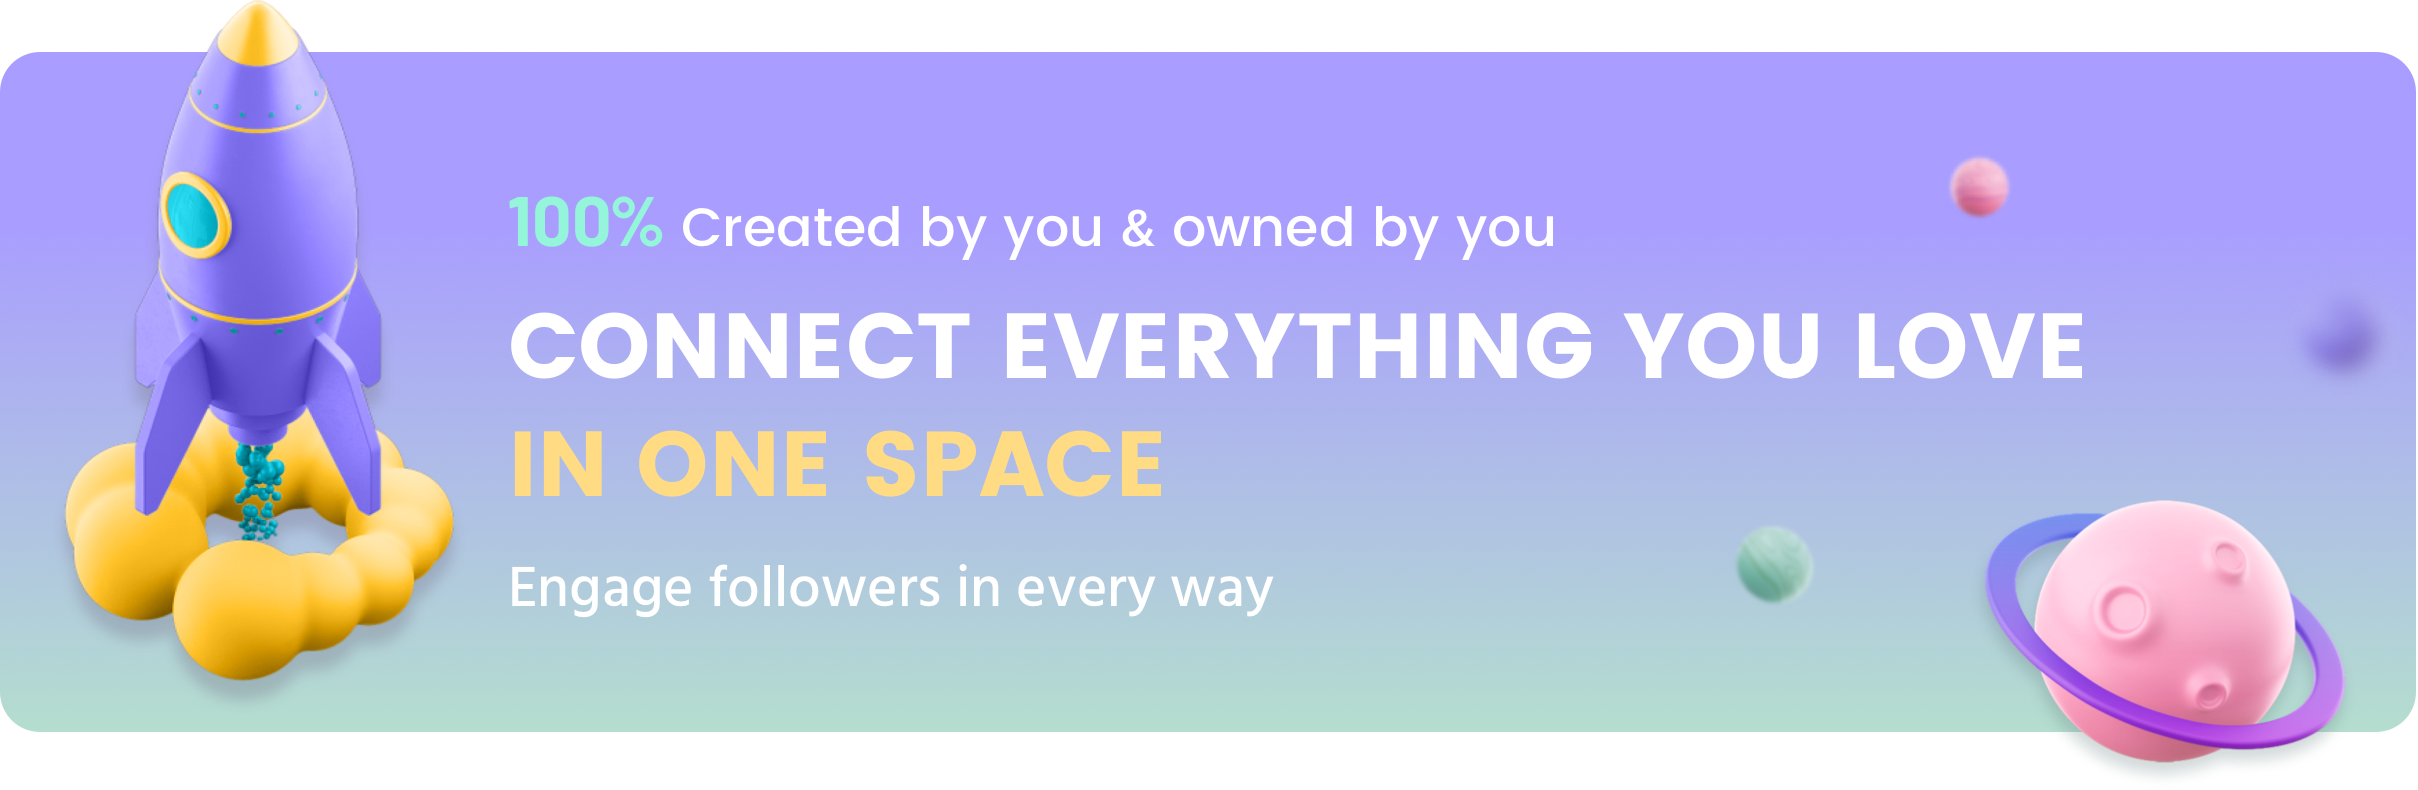 100% Created by you & owned by you
CONNECT EVERYTHING YOU LOVE
IN ONE SPACE
Engage followers in every way